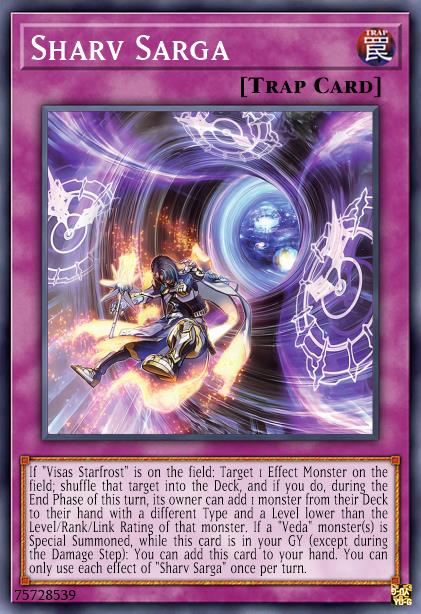 Sharv Sarga
TRAP
罠
[Trap Card]
If "Visas Starfrost" is on the field: Target 1 Effect Monster on the
field; shuffle that target into the Deck, and if you do, during the
End Phase of this turn, its owner can add 1 monster from their Deck
to their hand with a different Type and a Level lower than the
Level/Rank/Link Rating of that monster. If a "Veda" monster(s) is
Special Summoned, while this card is in your GY (except during
the Damage Step): You can add this card to your hand. You can
only use each effect of "Sharv Sarga" once per turn.
75728539